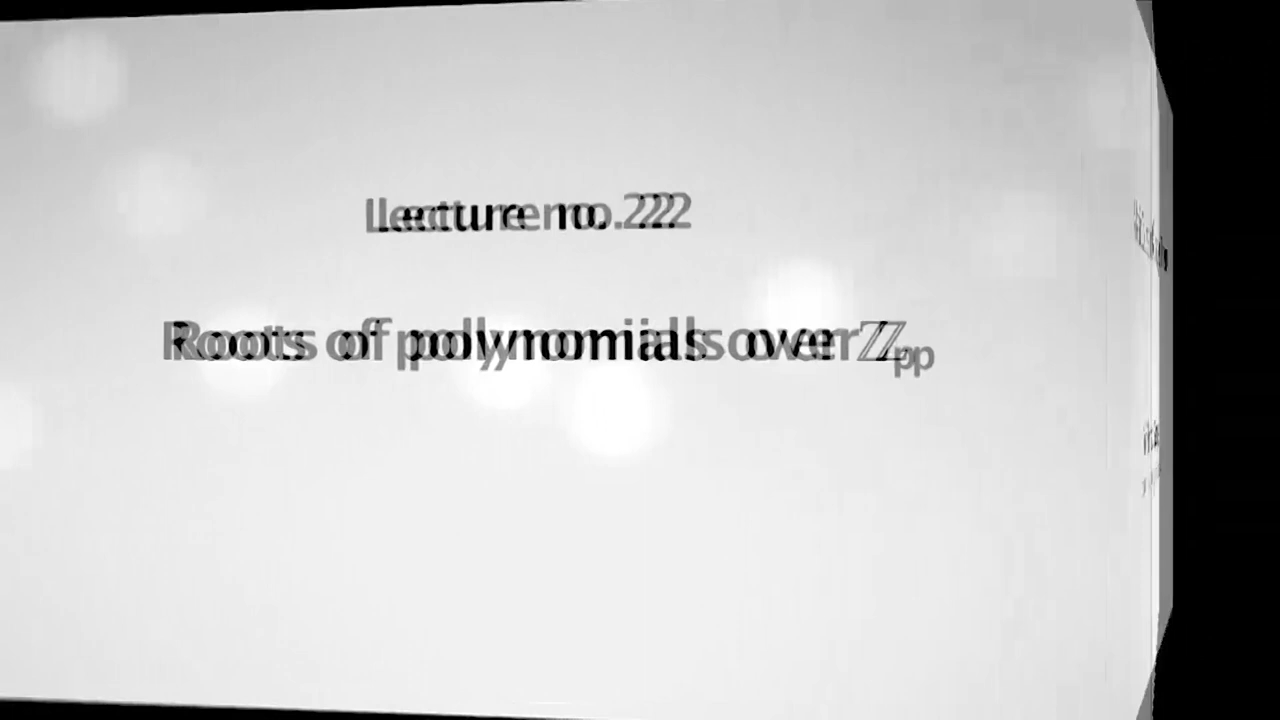 Lecture no. 22
Roots of polynomials over ℤₚ